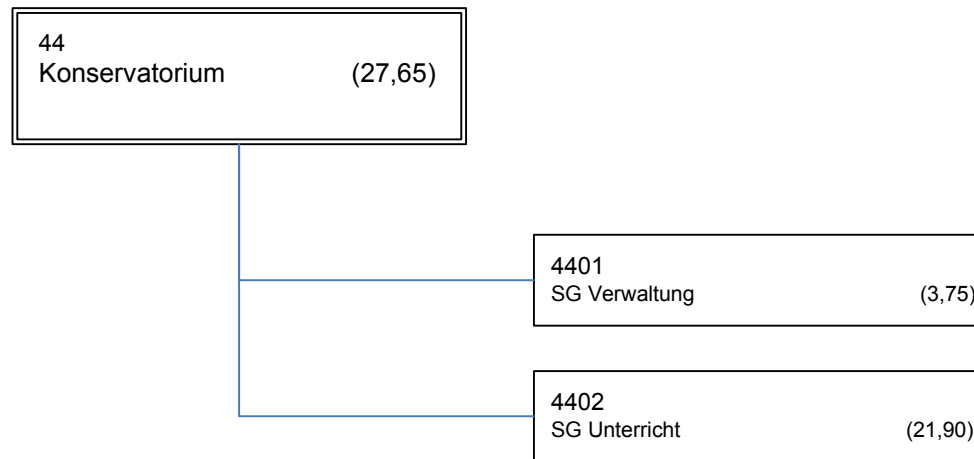 44
Konservatorium (27,65)
4401
SG Verwaltung (3,75)
4402
SG Unterricht (21,90)